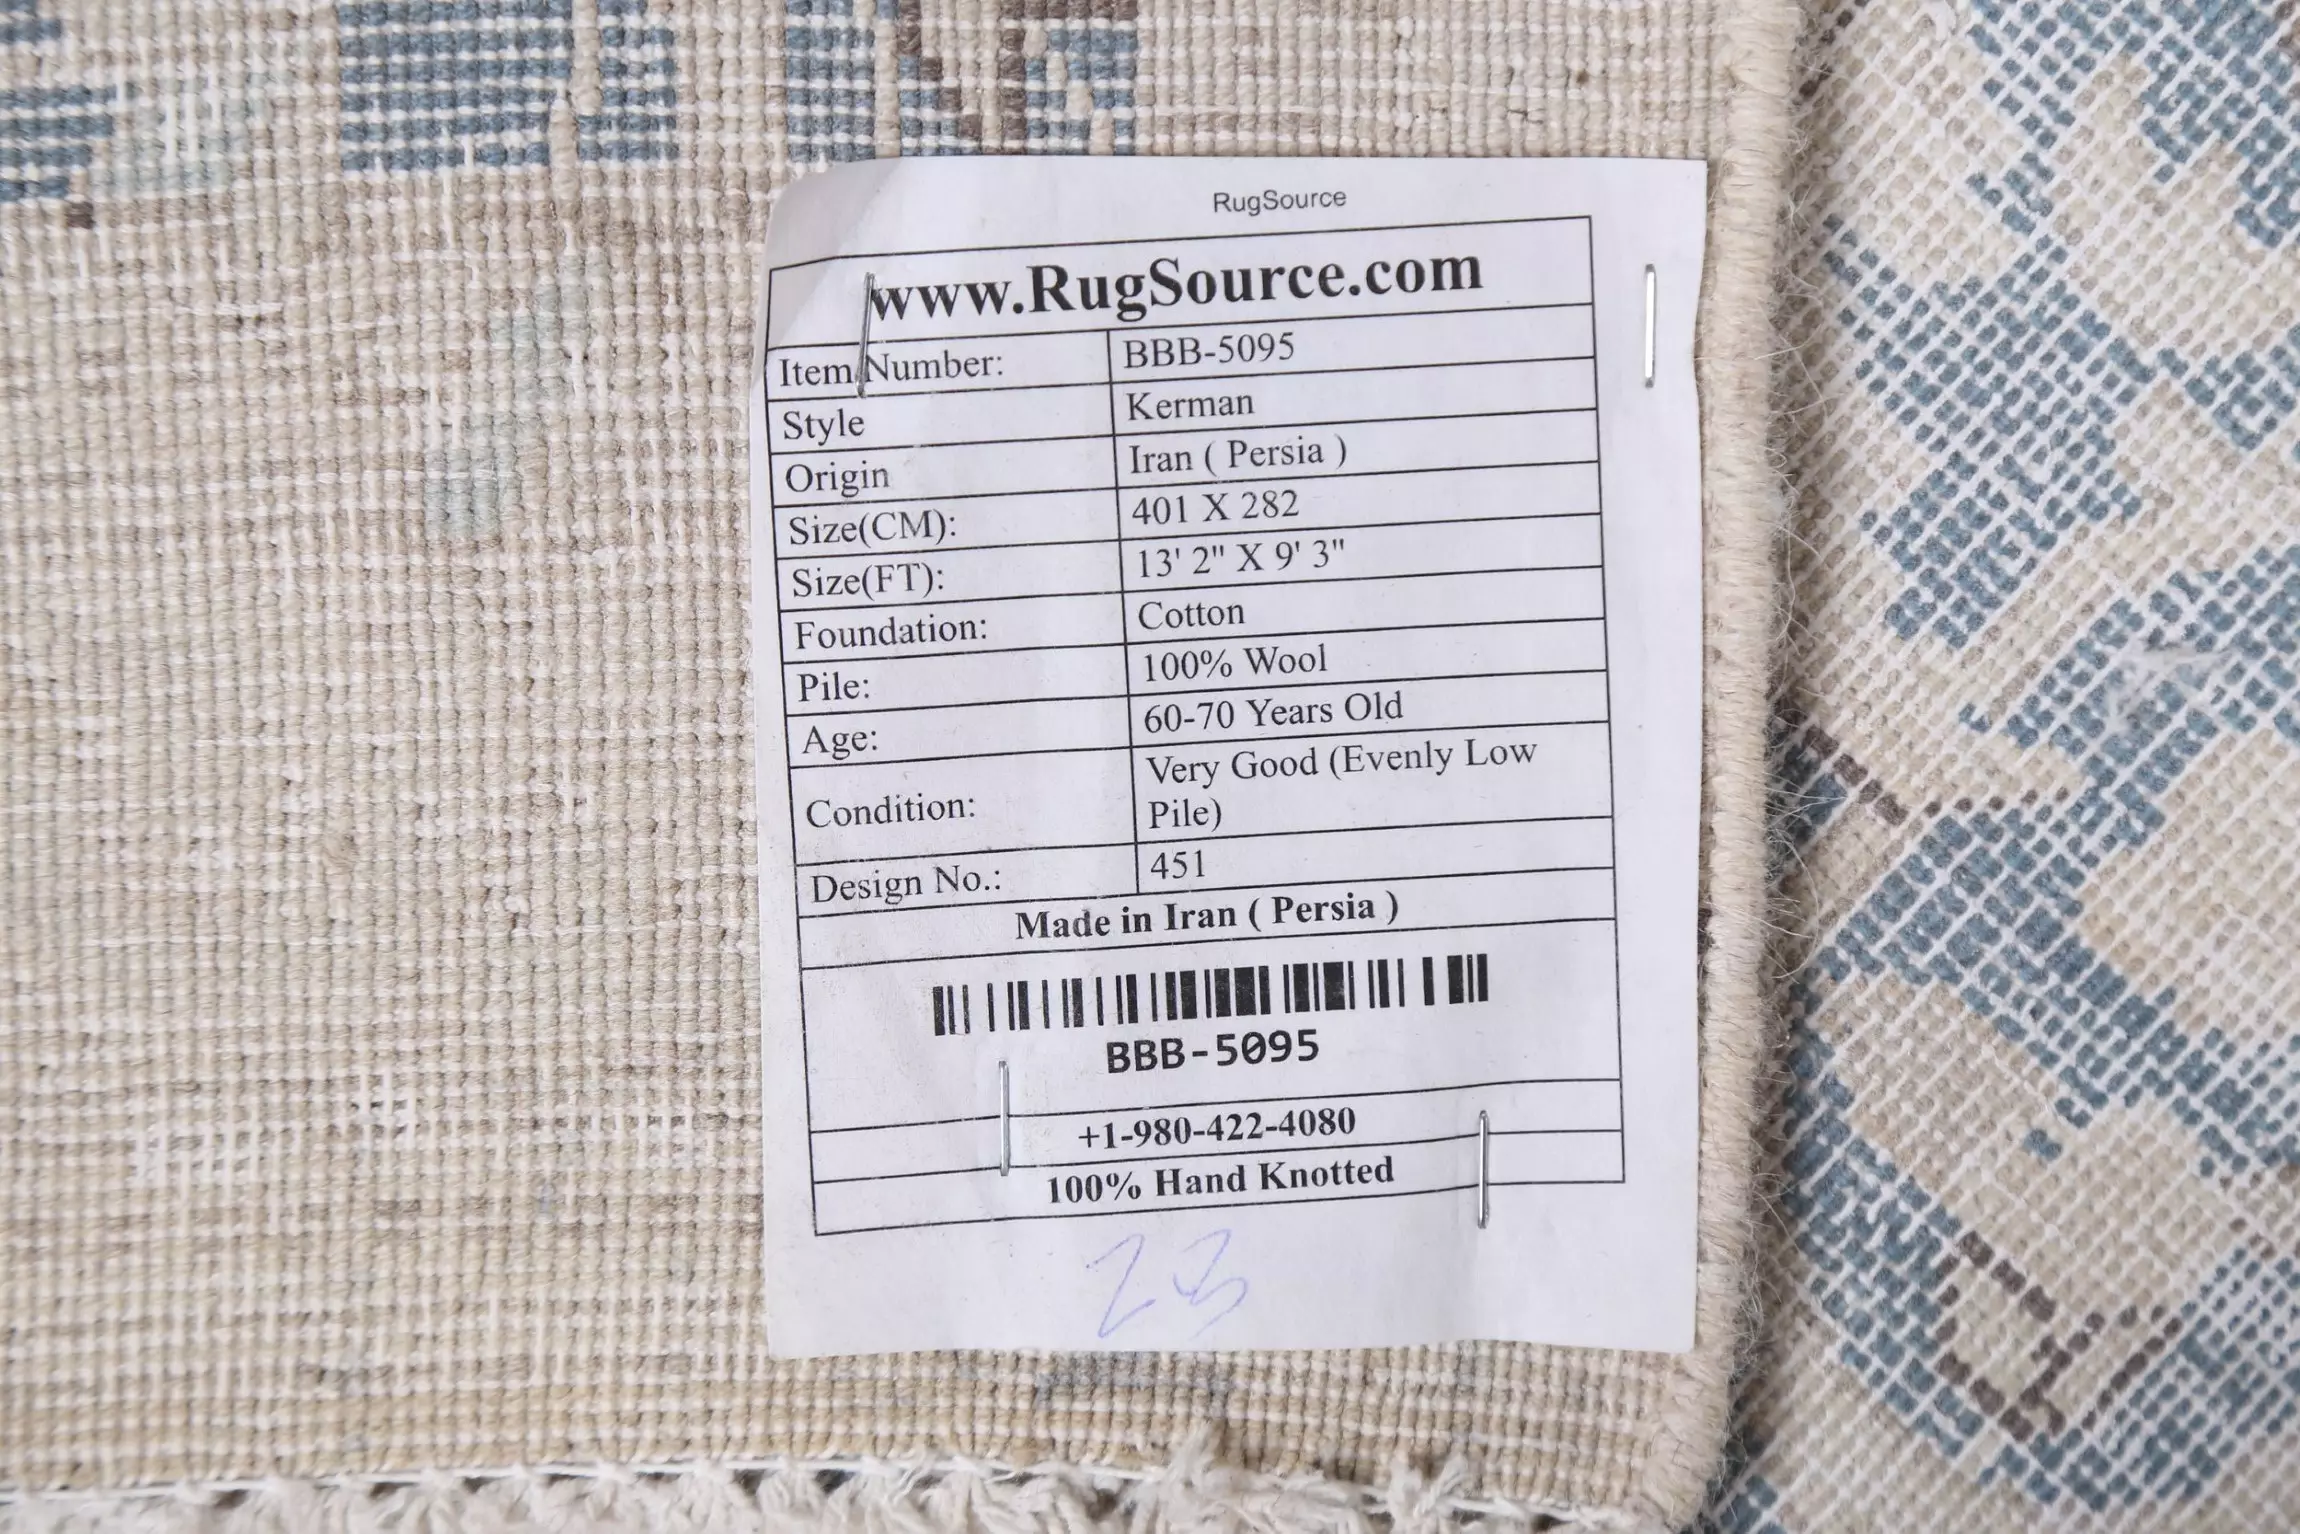 RugSource
www.RugSource.com
Item Number: BBB-5095
Style Kerman
Origin Iran ( Persia )
Size(CM): 401 X 282
Size(FT): 13' 2" X 9' 3"
Foundation: Cotton
Pile: 100% Wool
Age: 60-70 Years Old
Condition: Very Good (Evenly Low
Pile)
Design No.: 451
Made in Iran ( Persia )
BBB-5095
+1-980-422-4080
100% Hand Knotted